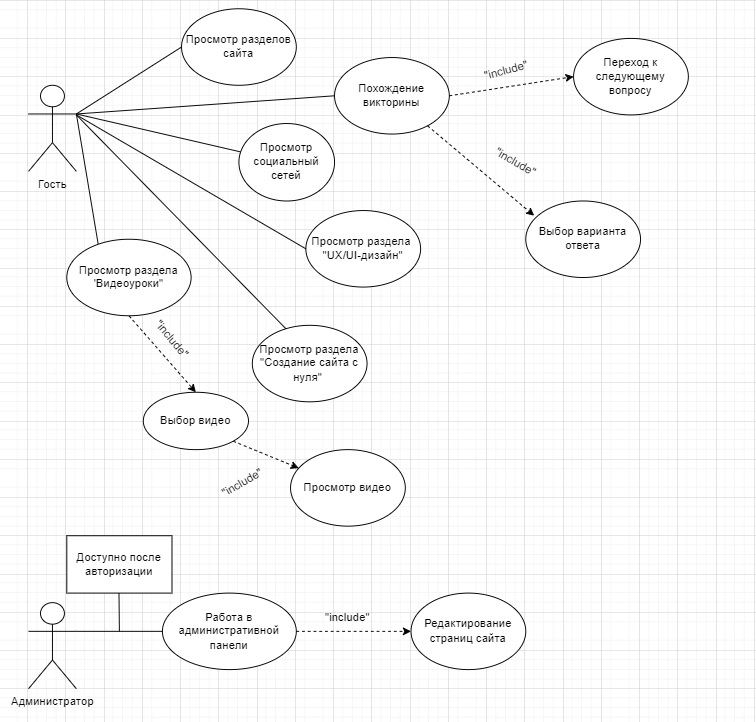 Просмотр разделов
сайта
Похождение
викторины
"include"
Переход к
следующему
вопросу
Гость
Просмотр
социальный
сетей
"include"
Выбор варианта
ответа
Просмотр раздела
"UX/UI-дизайн"
Просмотр раздела
'Видеоуроки"
"include"
Просмотр раздела
"Создание сайта с
нуля"
Выбор видео
"include"
Просмотр видео
Доступно после
авторизации
Администратор
Работа в
административной
панели
"include"
Редактирование
страниц сайта